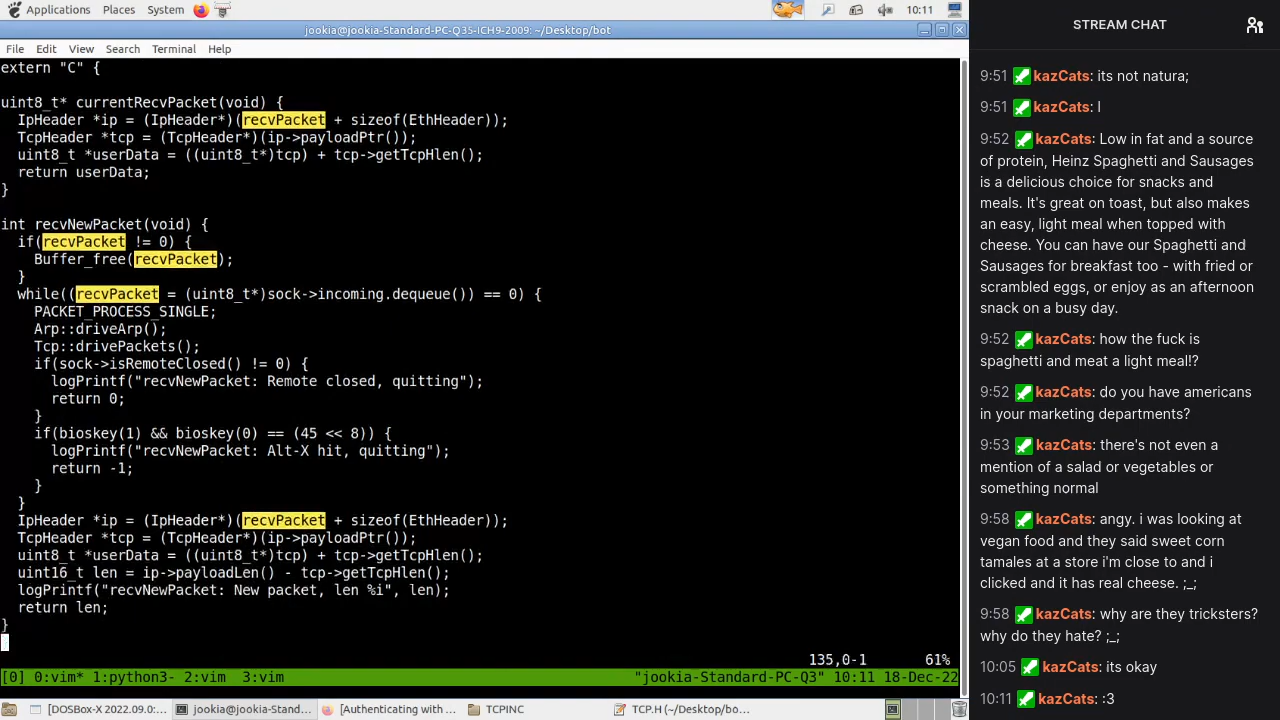 Applications Places System 10:11
jookia@jookia-Standard-PC-Q35-ICH9-2009: ~/Desktop/bot
File Edit View Search Terminal Help
extern "C" {
uint8_t* currentRecvPacket(void) {
  IpHeader *ip = (IpHeader*)(recvPacket + sizeof(EthHeader));
  TcpHeader *tcp = (TcpHeader*)(ip->payloadPtr());
  uint8_t *userData = ((uint8_t*)tcp) + tcp->getTcpHlen();
  return userData;
}
int recvNewPacket(void) {
  if(recvPacket != 0) {
    Buffer_free(recvPacket);
  }
  while((recvPacket = (uint8_t*)sock->incoming.dequeue()) == 0) {
    PACKET_PROCESS_SINGLE;
    Arp::driveArp();
    Tcp::drivePackets();
    if(sock->isRemoteClosed() != 0) {
      logPrintf("recvNewPacket: Remote closed, quitting");
      return 0;
    }
    if(bioskey(1) && bioskey(0) == (45 << 8)) {
      logPrintf("recvNewPacket: Alt-X hit, quitting");
      return -1;
    }
  }
  IpHeader *ip = (IpHeader*)(recvPacket + sizeof(EthHeader));
  TcpHeader *tcp = (TcpHeader*)(ip->payloadPtr());
  uint8_t *userData = ((uint8_t*)tcp) + tcp->getTcpHlen();
  uint16_t len = ip->payloadLen() - tcp->getTcpHlen();
  logPrintf("recvNewPacket: New packet, len %i", len);
  return len;
}
135,0-1 61%
[0] 0:vim* 1:python3- 2:vim  3:vim "jookia-Standard-PC-Q3" 10:11 18-Dec-22
[DOSBox-X 2022.09.0:... jookia@jookia-Stand... [Authenticating with ... TCPINC TCP.H (~/Desktop/bo...
STREAM CHAT
9:51 kazCats: its not natura;
9:51 kazCats: l
9:52 kazCats: Low in fat and a source
of protein, Heinz Spaghetti and Sausages
is a delicious choice for snacks and
meals. It's great on toast, but also makes
an easy, light meal when topped with
cheese. You can have our Spaghetti and
Sausages for breakfast too - with fried or
scrambled eggs, or enjoy as an afternoon
snack on a busy day.
9:52 kazCats: how the fuck is
spaghetti and meat a light meal!?
9:52 kazCats: do you have americans
in your marketing departments?
9:53 kazCats: there's not even a
mention of a salad or vegetables or
something normal
9:58 kazCats: angy. i was looking at
vegan food and they said sweet corn
tamales at a store i'm close to and i
clicked and it has real cheese. ;_;
9:58 kazCats: why are they tricksters?
why do they hate? ;_;
10:05 kazCats: its okay
10:11 kazCats: :3